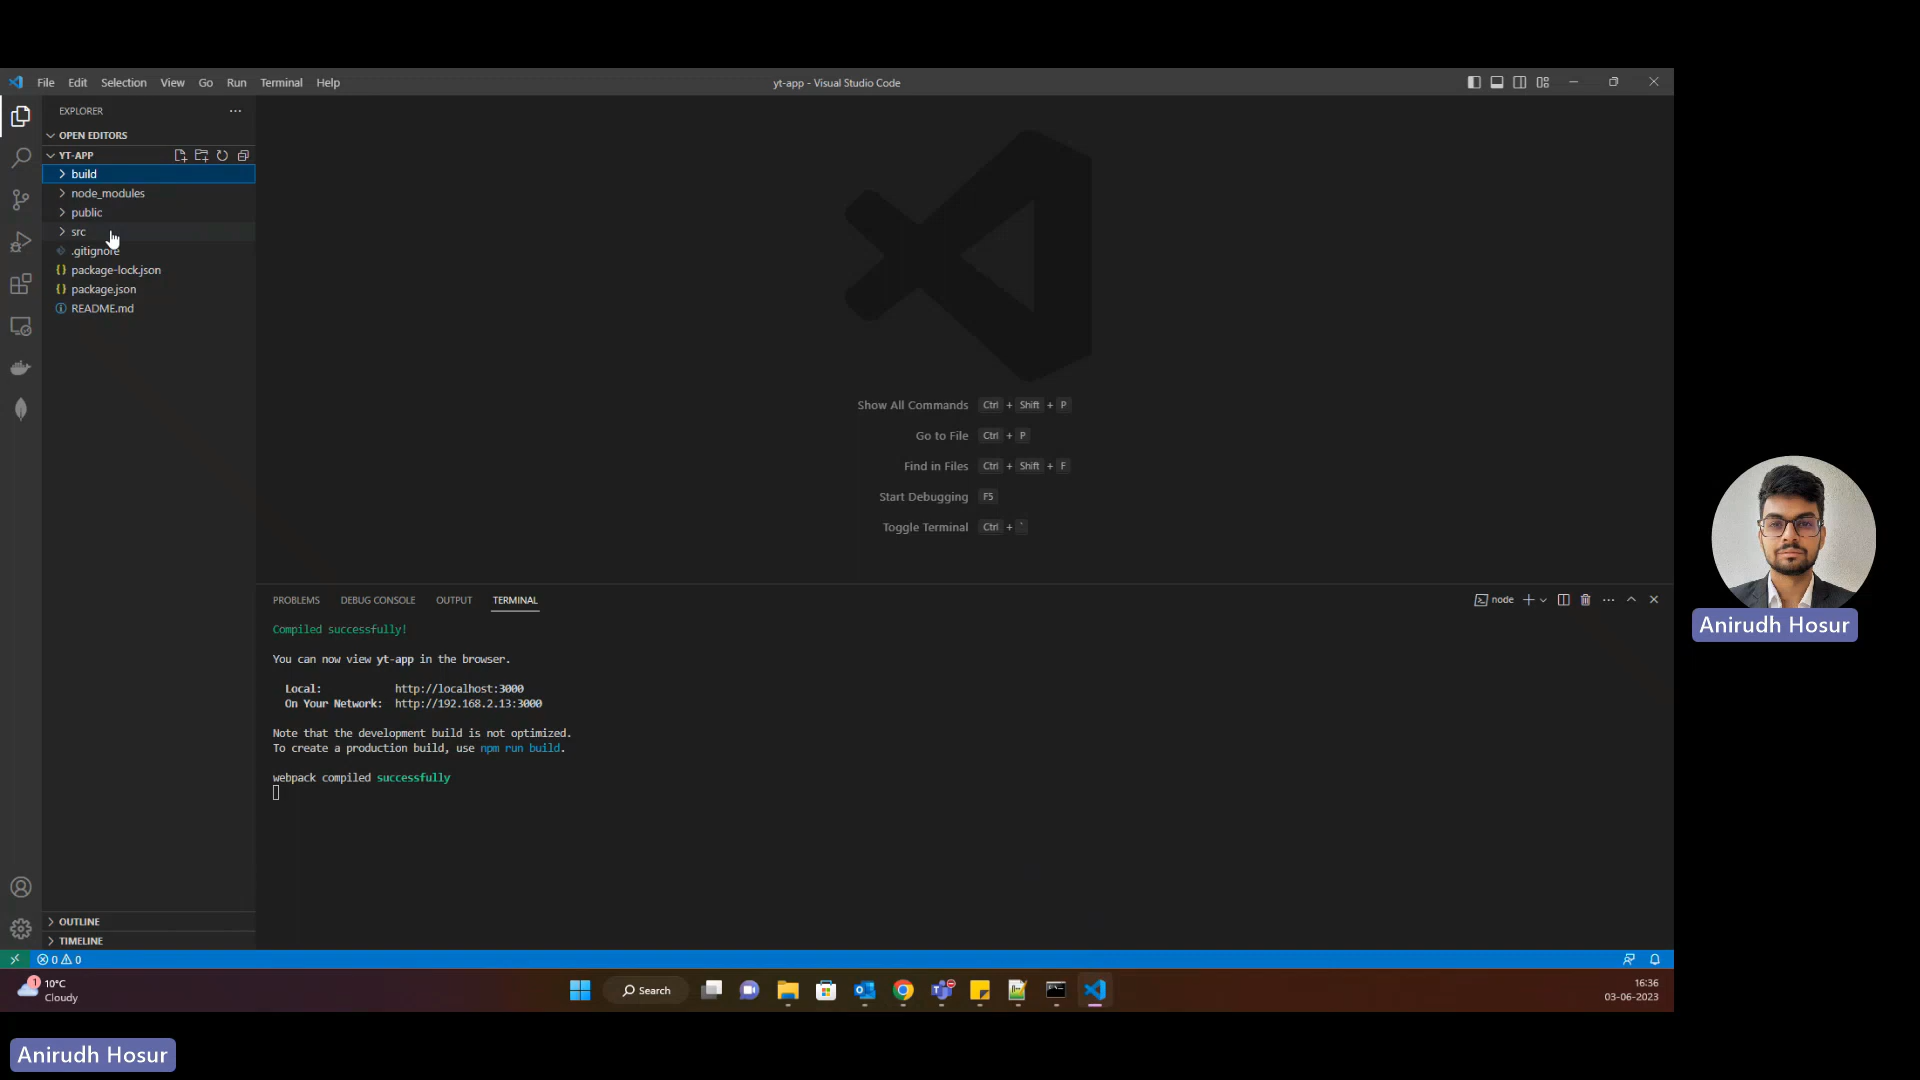 File Edit Selection View Go Run Terminal Help
yt-app - Visual Studio Code
EXPLORER
OPEN EDITORS
YT-APP
build
node_modules
public
src
.gitignore
package-lock.json
package.json
README.md
OUTLINE
TIMELINE
Show All Commands Ctrl + Shift + P
Go to File Ctrl + P
Find in Files Ctrl + Shift + F
Start Debugging F5
Toggle Terminal Ctrl + `
PROBLEMS DEBUG CONSOLE OUTPUT TERMINAL
node
Compiled successfully!
You can now view yt-app in the browser.
Local: http://localhost:3000
On Your Network: http://192.168.2.13:3000
Note that the development build is not optimized.
To create a production build, use npm run build.
webpack compiled successfully
0 0
1
10°C
Cloudy
Search
16:36
03-06-2023
Anirudh Hosur
Anirudh Hosur